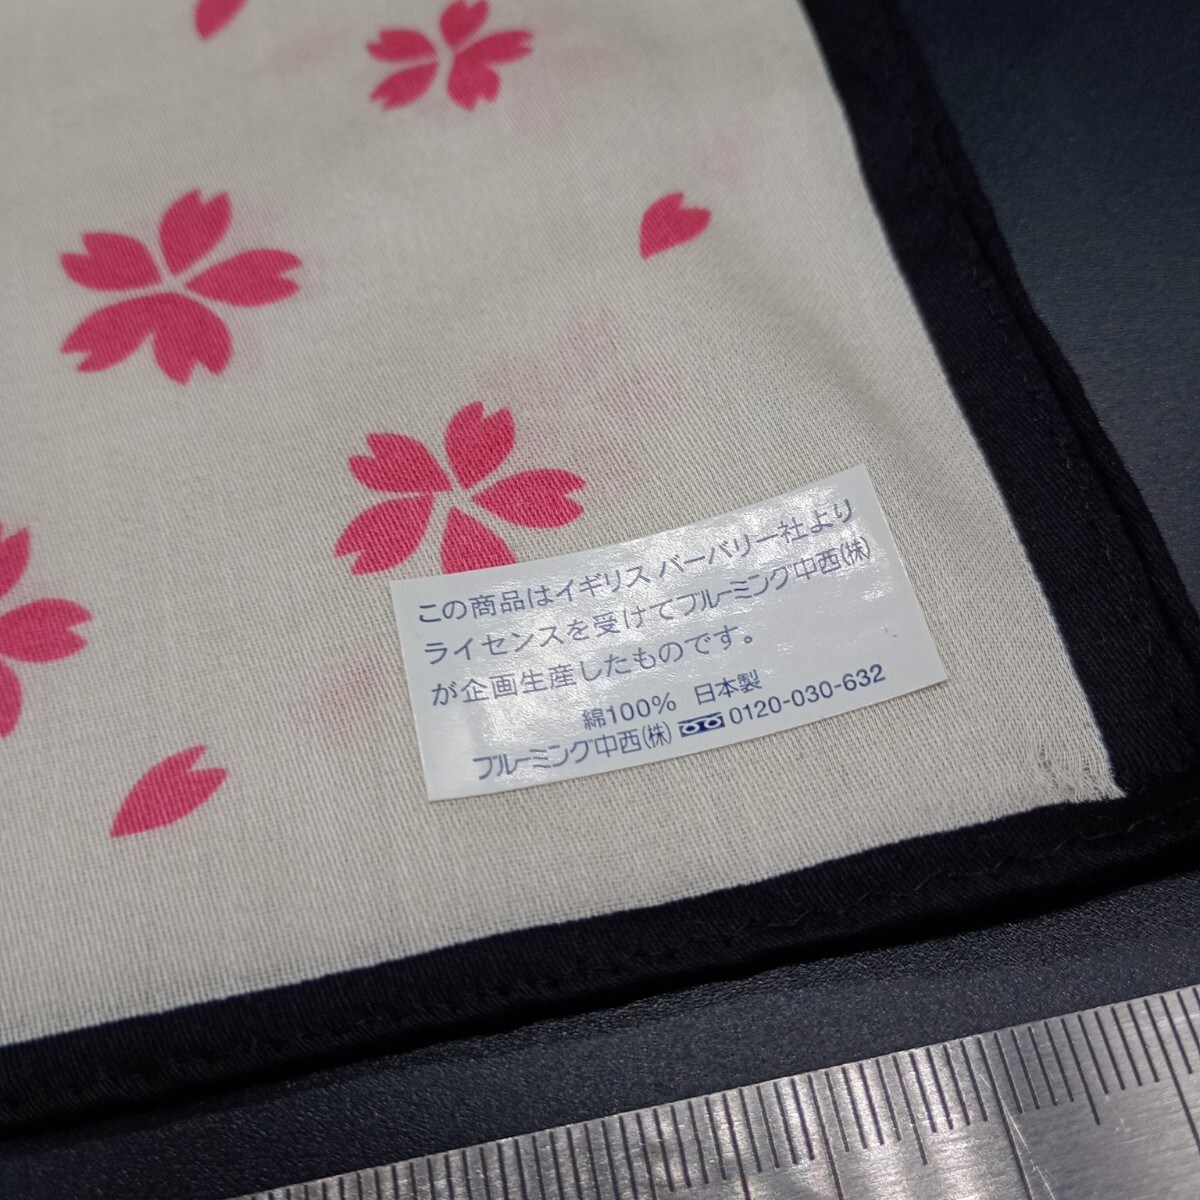 この商品はイギリス バーバリー社より
ライセンスを受けてブルーミング中西(株)
が企画生産したものです。
綿100% 日本製
ブルーミング中西(株) 0120-030-632